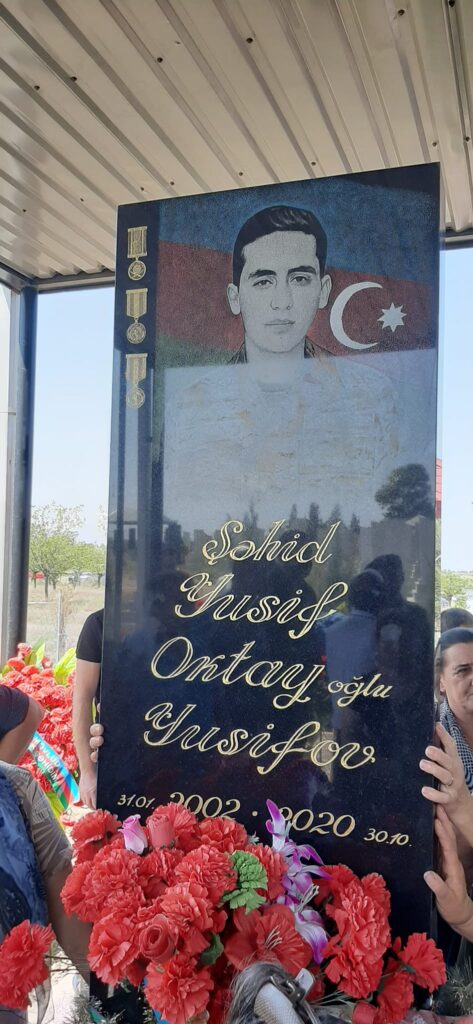 Şəhid
Yusif
Oktay oğlu
Yusifov
31.01. 2002 · 2020 30.10.